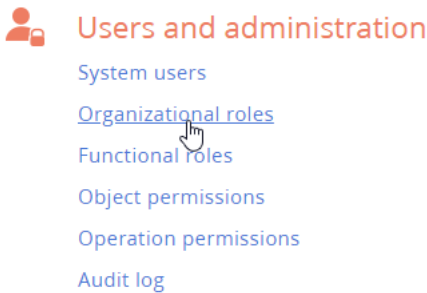 Users and administration
System users
Organizational roles
Functional roles
Object permissions
Operation permissions
Audit log